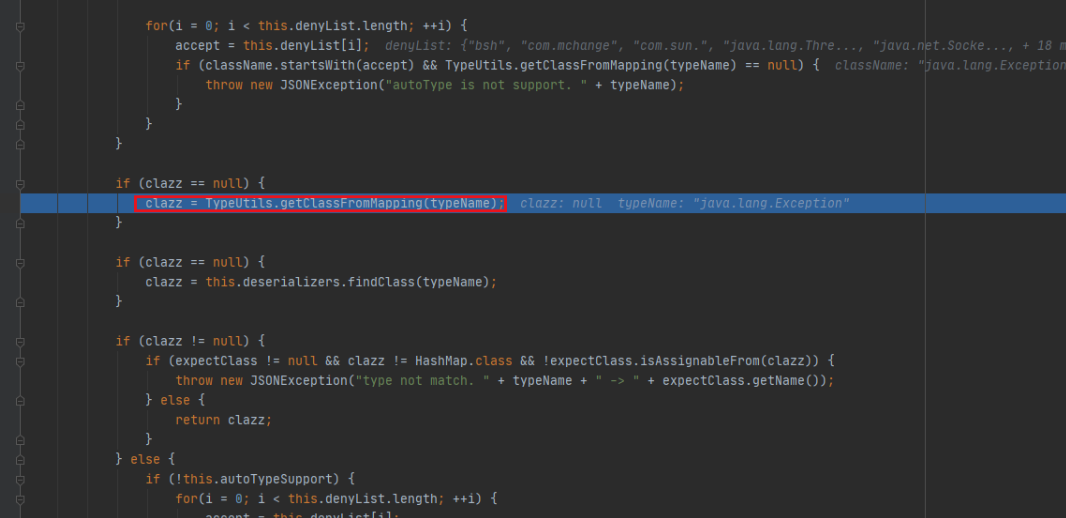 for(i = 0; i < this.denyList.length; ++i) {
accept = this.denyList[i];  denyList: {"bsh", "com.mchange", "com.sun.", "java.lang.Thre..., "java.net.Socke..., + 18 m
if (className.startsWith(accept) && TypeUtils.getClassFromMapping(typeName) == null) {  className: "java.lang.Exception
throw new JSONException("autoType is not support. " + typeName);
}
}
}
if (clazz == null) {
clazz = TypeUtils.getClassFromMapping(typeName);  clazz: null  typeName: "java.lang.Exception"
}
if (clazz == null) {
clazz = this.deserializers.findClass(typeName);
}
if (clazz != null) {
if (expectClass != null && clazz != HashMap.class && !expectClass.isAssignableFrom(clazz)) {
throw new JSONException("type not match. " + typeName + " -> " + expectClass.getName());
} else {
return clazz;
}
} else {
if (!this.autoTypeSupport) {
for(i = 0; i < this.denyList.length; ++i) {
accept = this.denyList[i];